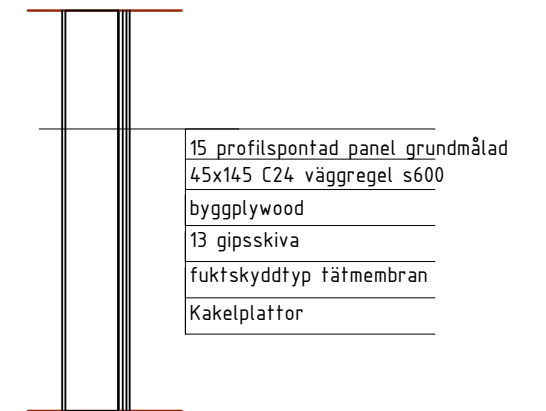 15 profilspontad panel grundmålad
45x145 C24 väggregel s600
byggplywood
13 gipsskiva
fuktskyddtyp tätmembran
Kakelplattor